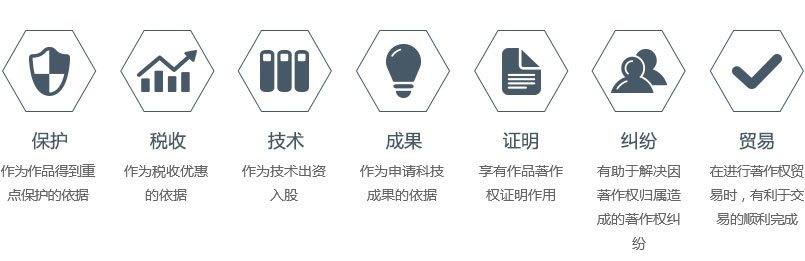 保护
作为作品得到重
点保护的依据
税收
作为税收优惠
的依据
技术
作为技术出资
入股
成果
作为申请科技
成果的依据
证明
享有作品著作
权证明作用
纠纷
有助于解决因
著作权归属造
成的著作权纠
纷
贸易
在进行著作权贸
易时，有利于交
易的顺利完成